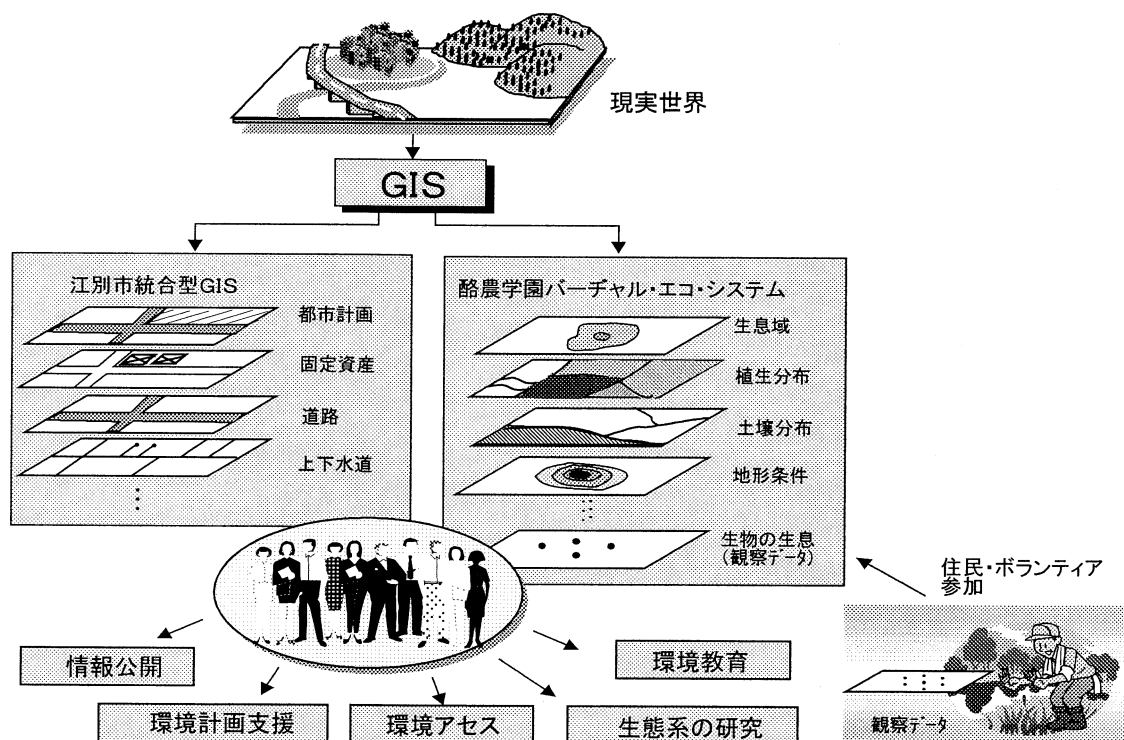 現実世界
GIS
江別市統合型GIS
都市計画
固定資産
道路
上下水道
酪農学園バーチャル・エコ・システム
生息域
植生分布
土壌分布
地形条件
生物の生息
(観察データ)
住民・ボランティア
参加
観察データ
情報公開
環境教育
環境計画支援
環境アセス
生態系の研究